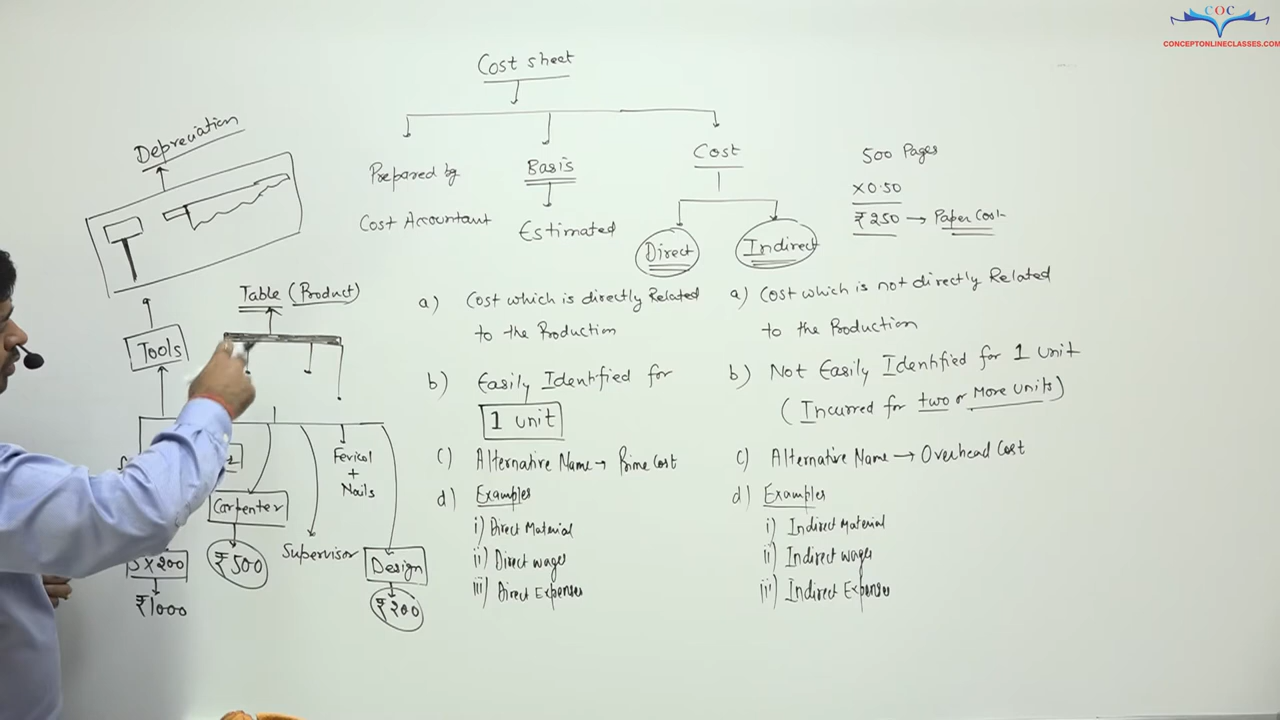 COC
CONCEPTONLINECLASSES.COM
Cost sheet
Prepared by
Cost Accountant
Basis
Estimated
Cost
Direct
Indirect
500 Pages
×0.50
₹250 → Paper Cost
Depreciation
Tools
Table (Product)
Carpenter
₹500
Supervisor
Fevicol
+
Nails
Design
₹200
5×200
₹1000
a) Cost which is directly Related
to the Production
b) Easily Identified for
1 unit
c) Alternative Name → Prime Cost
d) Examples
i) Direct Material
ii) Direct wages
iii) Direct Expenses
a) Cost which is not directly Related
to the Production
b) Not Easily Identified for 1 unit
(Incurred for two or More units)
c) Alternative Name → Overhead Cost
d) Examples
i) Indirect Material
ii) Indirect wages
iii) Indirect Expenses